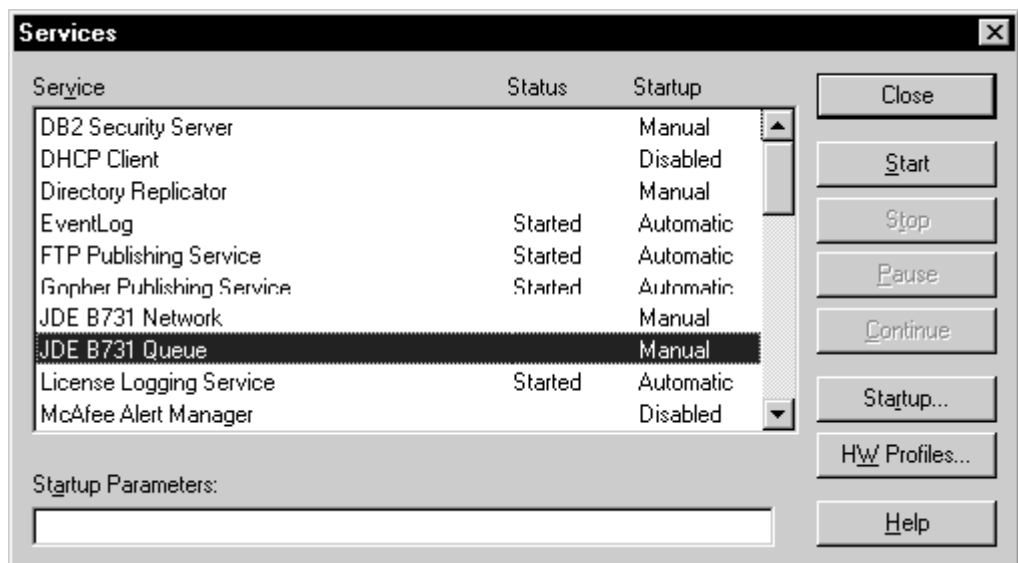 Services
Service Status Startup
DB2 Security Server Manual
DHCP Client Disabled
Directory Replicator Manual
EventLog Started Automatic
FTP Publishing Service Started Automatic
Gopher Publishing Service Started Automatic
JDE B731 Network Manual
JDE B731 Queue Manual
License Logging Service Started Automatic
McAfee Alert Manager Disabled
Startup Parameters:
Close
Start
Stop
Pause
Continue
Startup...
HW Profiles...
Help